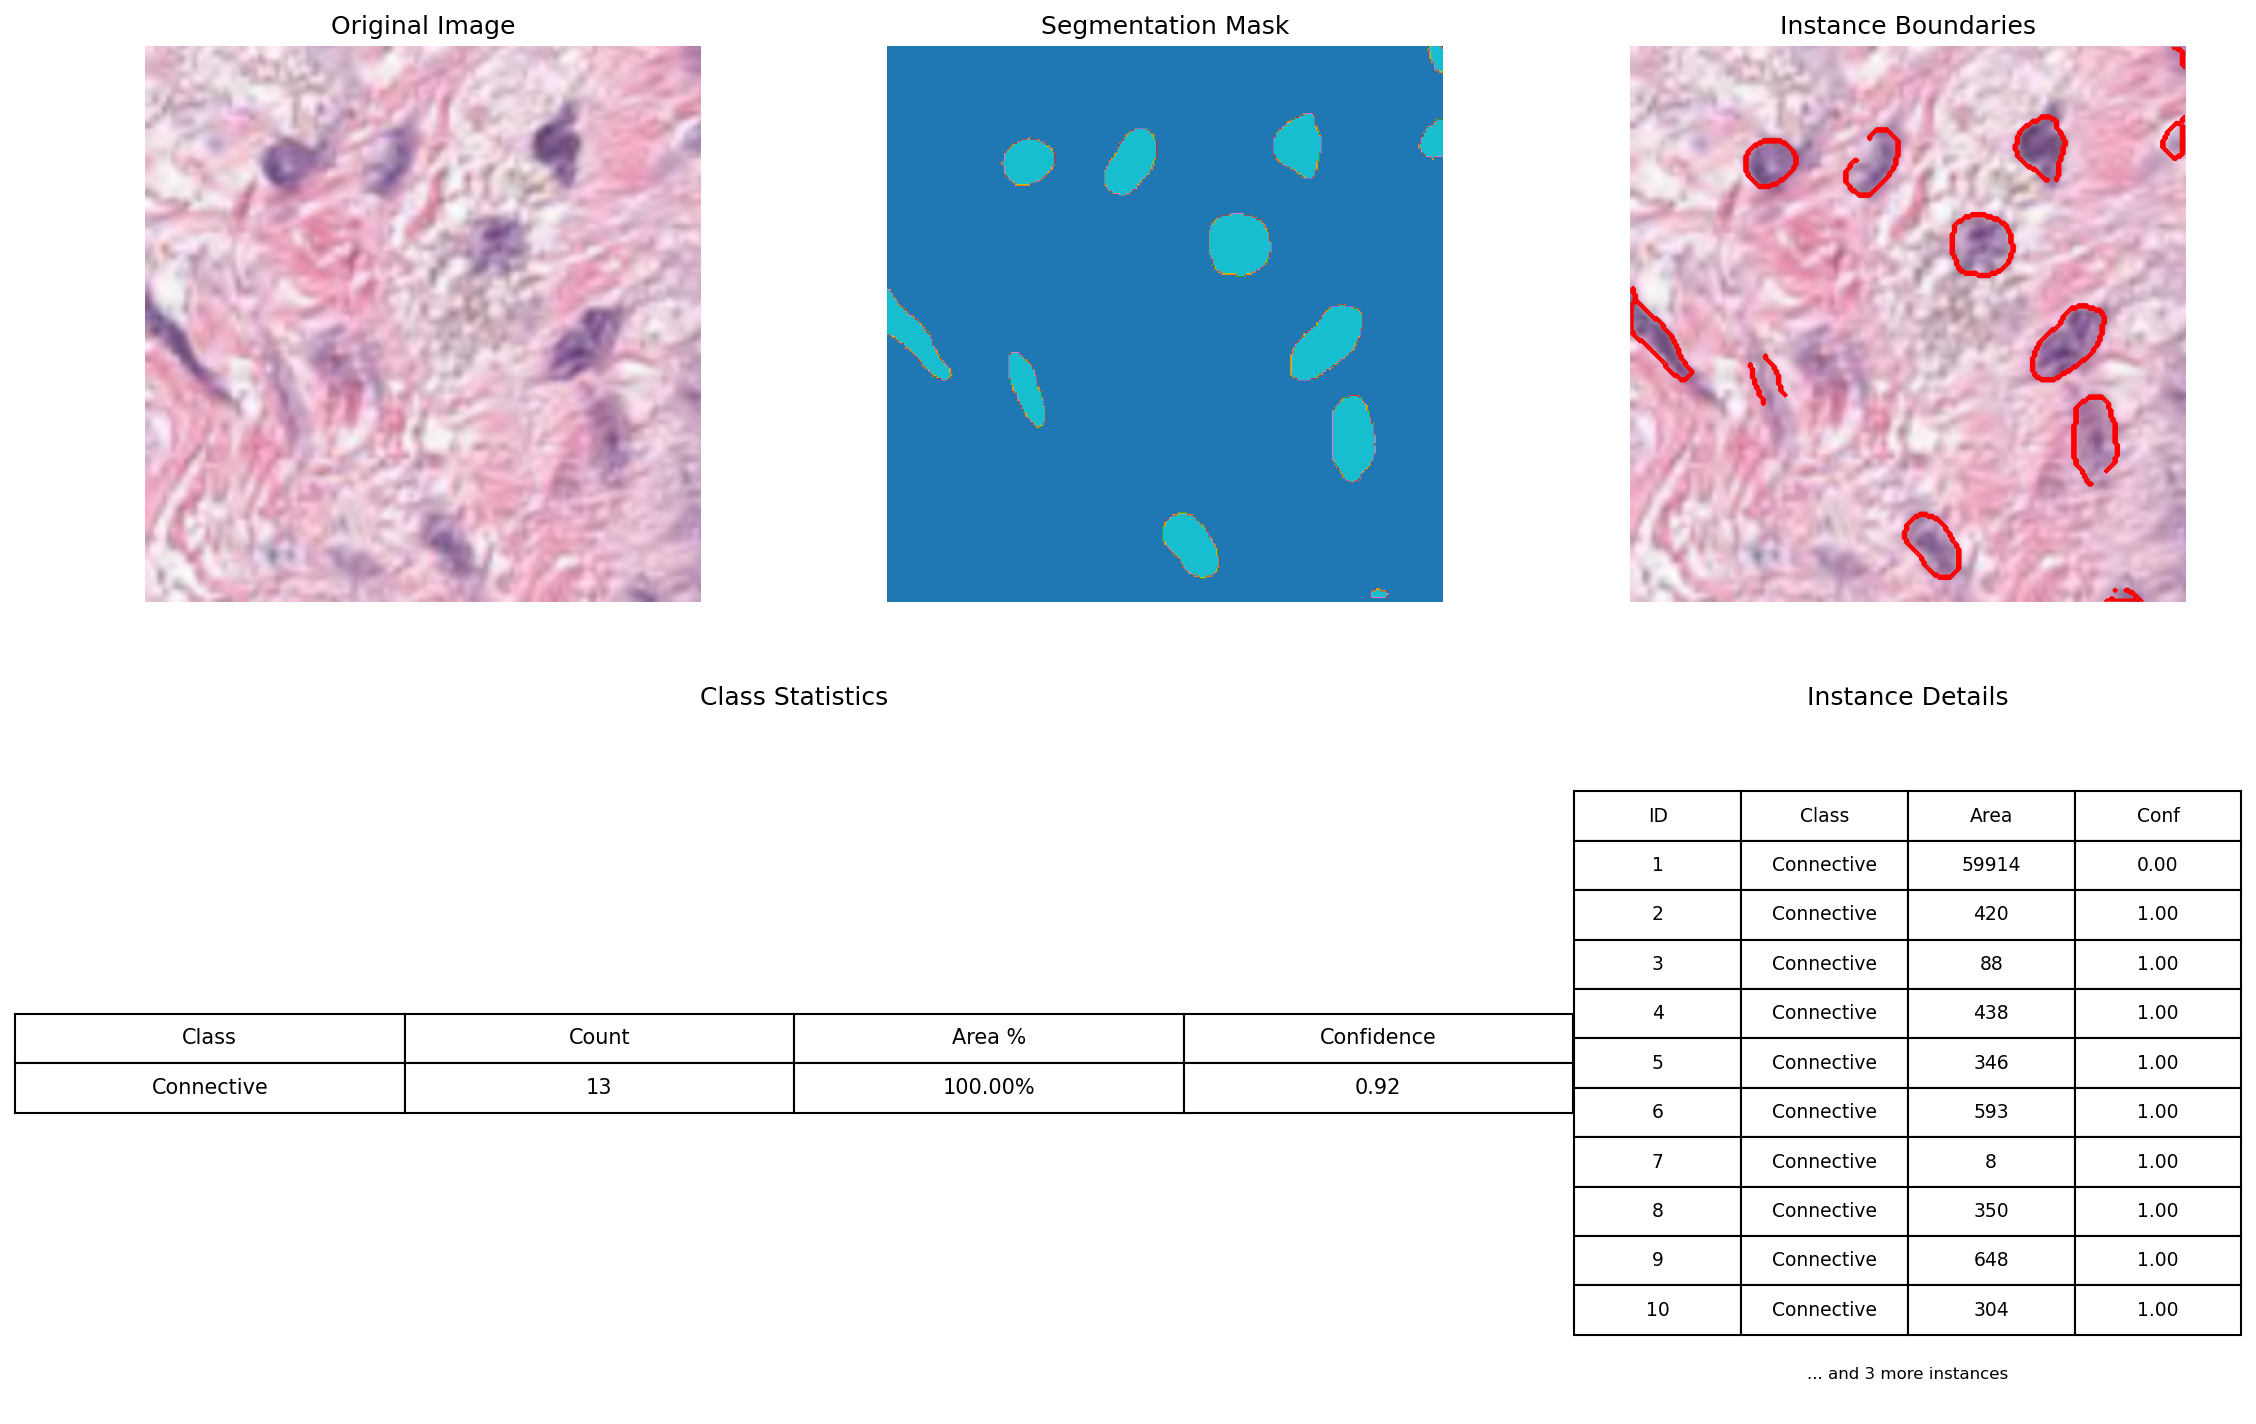 Original Image
Segmentation Mask
Instance Boundaries
Class Statistics
Class Count Area % Confidence
Connective 13 100.00% 0.92
Instance Details
ID Class Area Conf
1 Connective 59914 0.00
2 Connective 420 1.00
3 Connective 88 1.00
4 Connective 438 1.00
5 Connective 346 1.00
6 Connective 593 1.00
7 Connective 8 1.00
8 Connective 350 1.00
9 Connective 648 1.00
10 Connective 304 1.00
... and 3 more instances